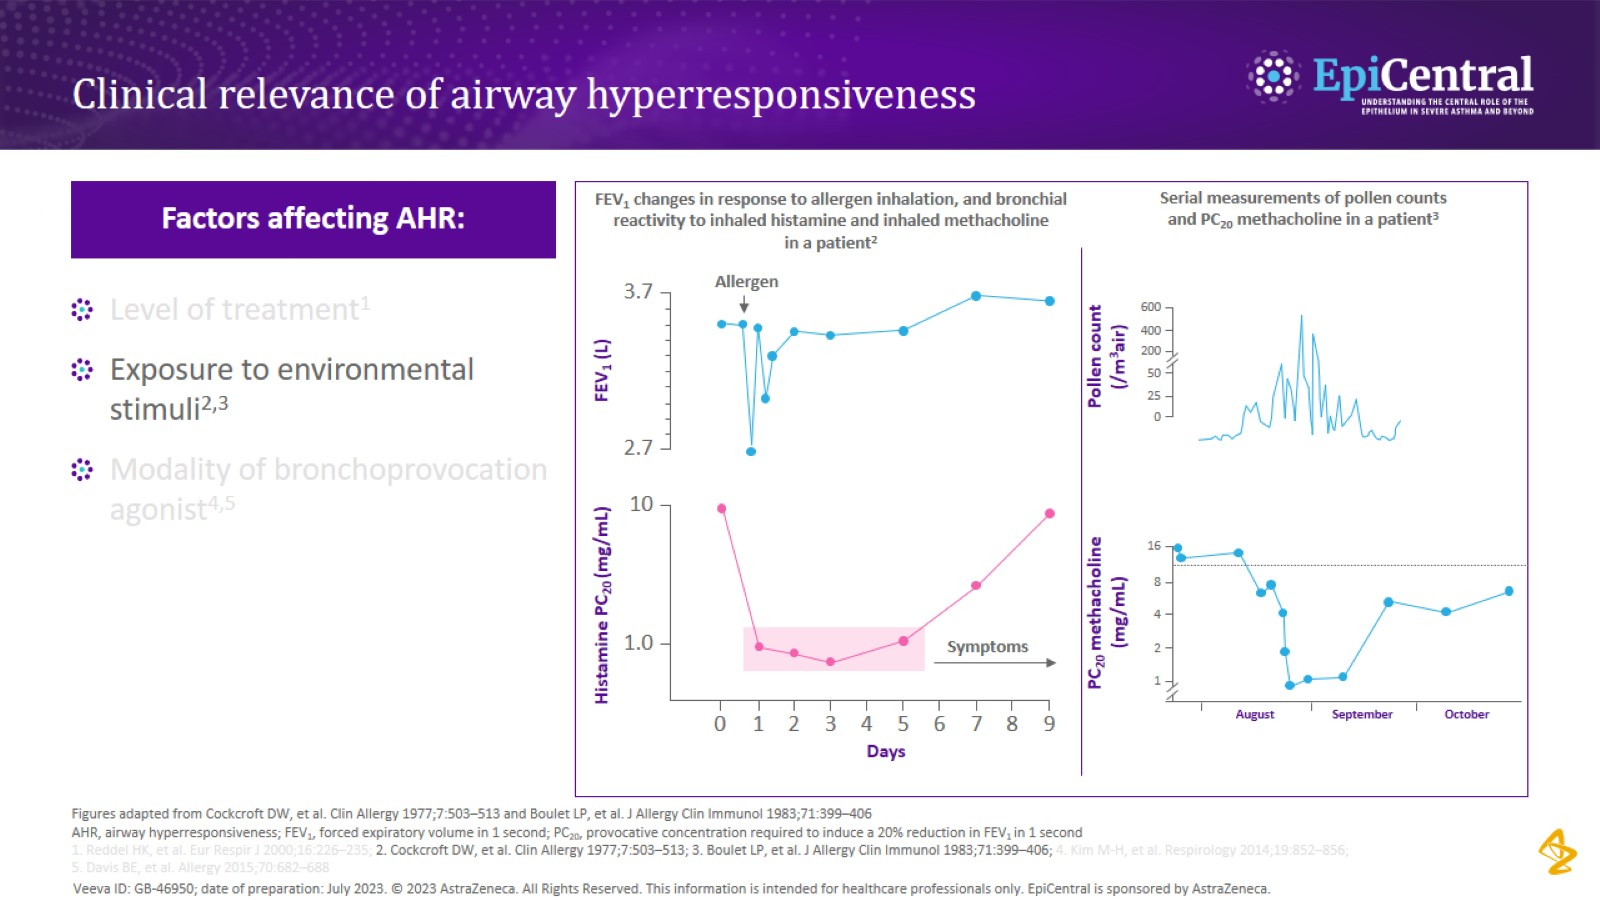 Clinical relevance of airway hyperresponsiveness
EpiCentral
UNDERSTANDING THE CENTRAL ROLE OF THE
EPITHELIUM IN SEVERE ASTHMA AND BEYOND
Factors affecting AHR:
Level of treatment¹
Exposure to environmental
stimuli²,³
Modality of bronchoprovocation
agonist⁴,⁵
FEV₁ changes in response to allergen inhalation, and bronchial
reactivity to inhaled histamine and inhaled methacholine
in a patient²
Allergen
3.7
FEV₁ (L)
2.7
10
Histamine PC₂₀ (mg/mL)
1.0
Symptoms
0 1 2 3 4 5 6 7 8 9
Days
Serial measurements of pollen counts
and PC₂₀ methacholine in a patient³
Pollen count
(/m³air)
600
400
200
50
25
0
PC₂₀ methacholine
(mg/mL)
16
8
4
2
1
August September October
Figures adapted from Cockcroft DW, et al. Clin Allergy 1977;7:503–513 and Boulet LP, et al. J Allergy Clin Immunol 1983;71:399–406
AHR, airway hyperresponsiveness; FEV₁, forced expiratory volume in 1 second; PC₂₀, provocative concentration required to induce a 20% reduction in FEV₁ in 1 second
1. Reddel HK, et al. Eur Respir J 2000;16:226–235; 2. Cockcroft DW, et al. Clin Allergy 1977;7:503–513; 3. Boulet LP, et al. J Allergy Clin Immunol 1983;71:399–406; 4. Kim M-H, et al. Respirology 2014;19:852–856;
5. Davis BE, et al. Allergy 2015;70:682–688
Veeva ID: GB-46950; date of preparation: July 2023. © 2023 AstraZeneca. All Rights Reserved. This information is intended for healthcare professionals only. EpiCentral is sponsored by AstraZeneca.